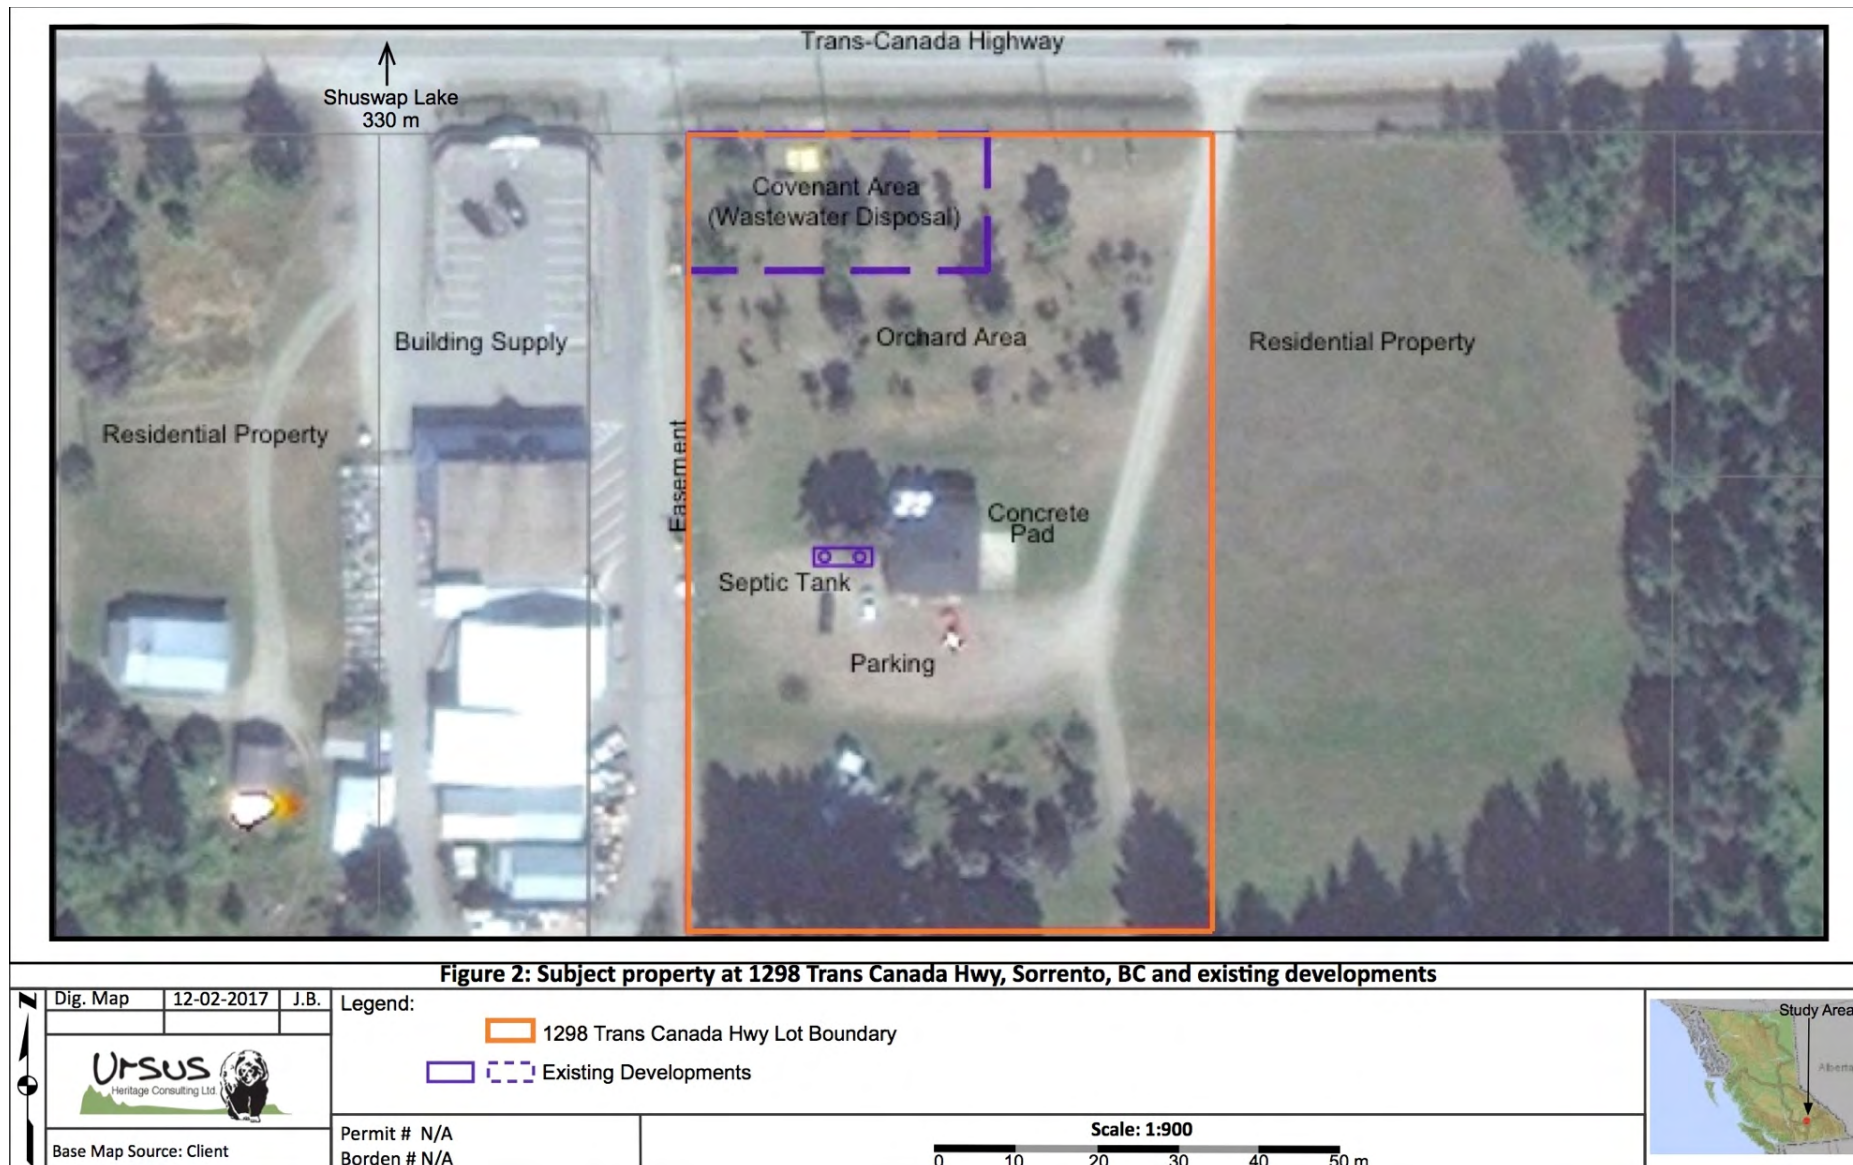 Trans-Canada Highway
Shuswap Lake
330 m
Covenant Area
(Wastewater Disposal)
Building Supply
Orchard Area
Residential Property
Residential Property
Easement
Concrete
Pad
Septic Tank
Parking
Figure 2: Subject property at 1298 Trans Canada Hwy, Sorrento, BC and existing developments
N
Dig. Map 12-02-2017 J.B.
Legend:
1298 Trans Canada Hwy Lot Boundary
Existing Developments
Study Area
Alberta
Ursus
Heritage Consulting Ltd.
Base Map Source: Client
Permit # N/A
Borden # N/A
Scale: 1:900
0 10 20 30 40 50 m